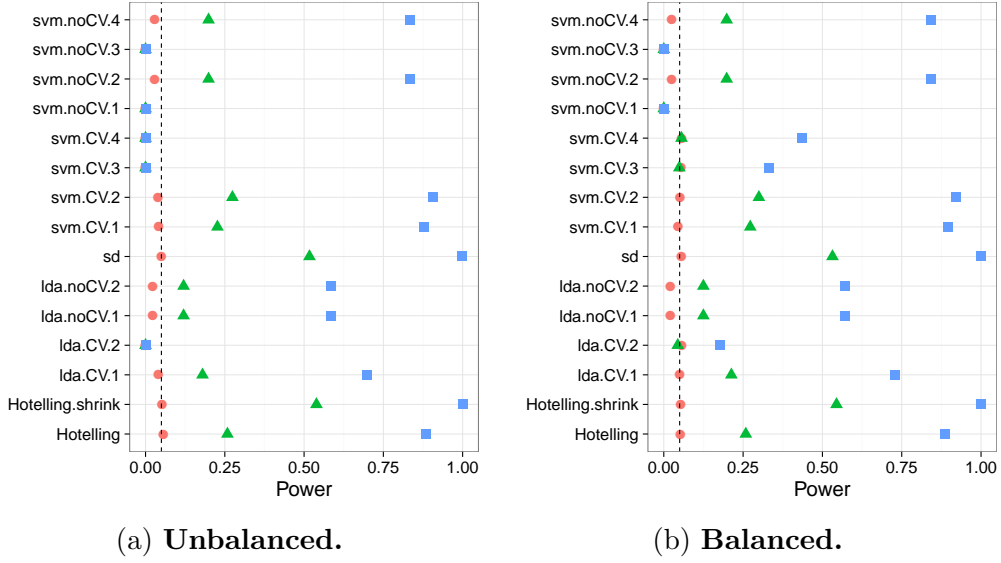 svm.noCV.4
svm.noCV.3
svm.noCV.2
svm.noCV.1
svm.CV.4
svm.CV.3
svm.CV.2
svm.CV.1
sd
lda.noCV.2
lda.noCV.1
lda.CV.2
lda.CV.1
Hotelling.shrink
Hotelling
0.00 0.25 0.50 0.75 1.00
Power
(a) Unbalanced.
svm.noCV.4
svm.noCV.3
svm.noCV.2
svm.noCV.1
svm.CV.4
svm.CV.3
svm.CV.2
svm.CV.1
sd
lda.noCV.2
lda.noCV.1
lda.CV.2
lda.CV.1
Hotelling.shrink
Hotelling
0.00 0.25 0.50 0.75 1.00
Power
(b) Balanced.